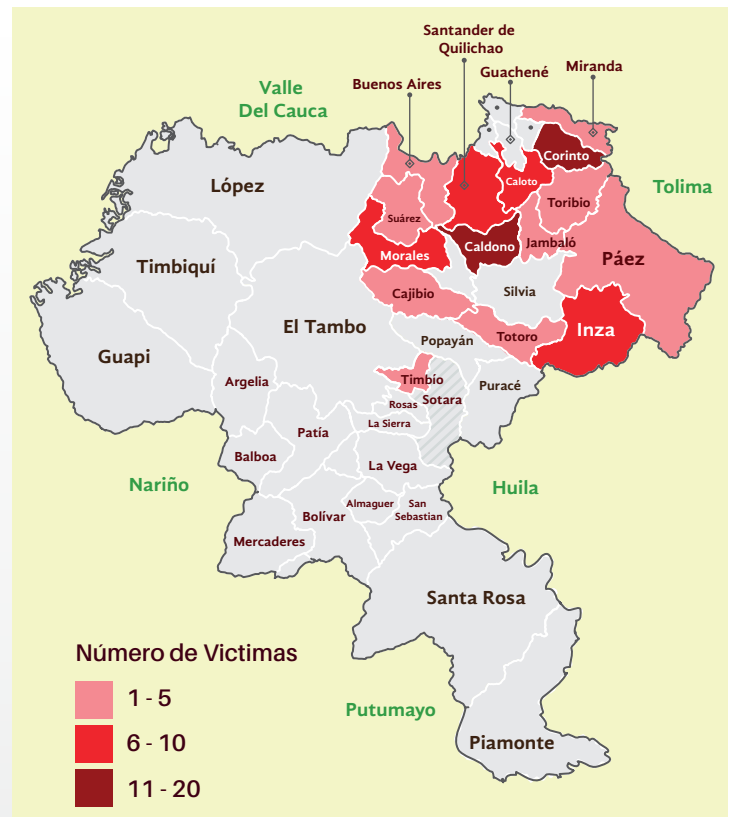 Santander de
Quilichao
Guachené
Miranda
Buenos Aires
Valle
Del Cauca
Corinto
López
Caloto
Tolima
Toribio
Suárez
Caldono
Jambaló
Morales
Páez
Timbiquí
Cajibio
Silvia
El Tambo
Inza
Totoro
Popayán
Guapi
Timbío
Puracé
Argelia
Sotara
Rosas
La Sierra
Patía
Balboa
La Vega
Nariño
Huila
Almaguer
San
Sebastian
Bolívar
Mercaderes
Santa Rosa
Número de Victimas
1 - 5
Putumayo
6 - 10
Piamonte
11 - 20